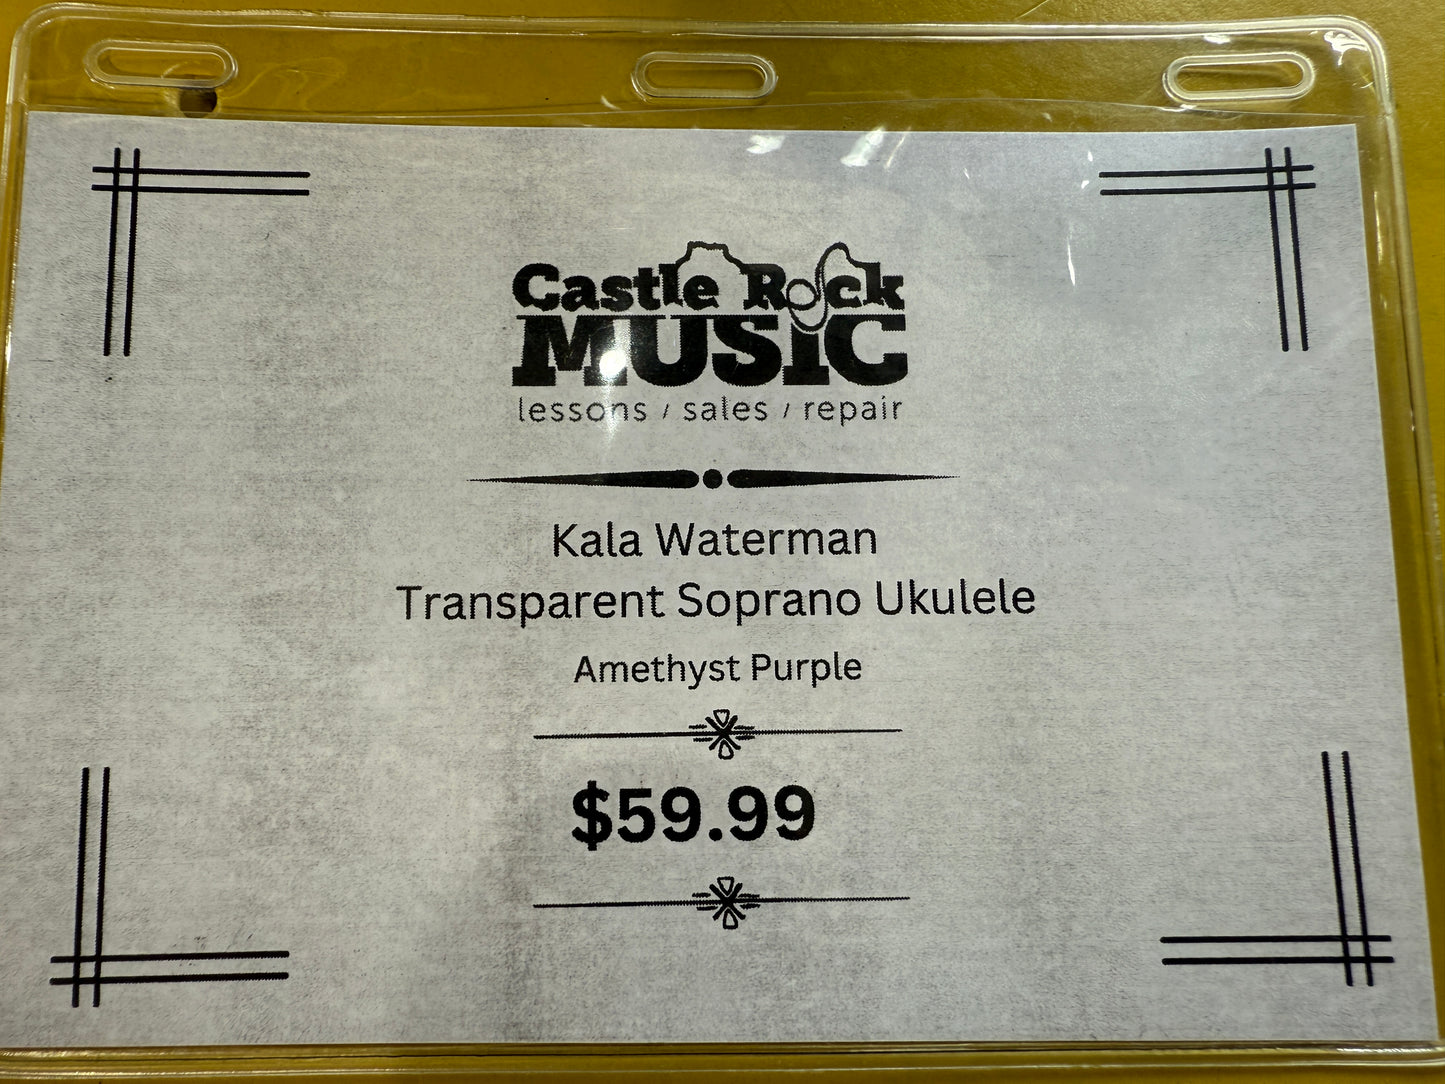 Castle Rock
MUSiC
lessons / sales / repair
Kala Waterman
Transparent Soprano Ukulele
Amethyst Purple
$59.99